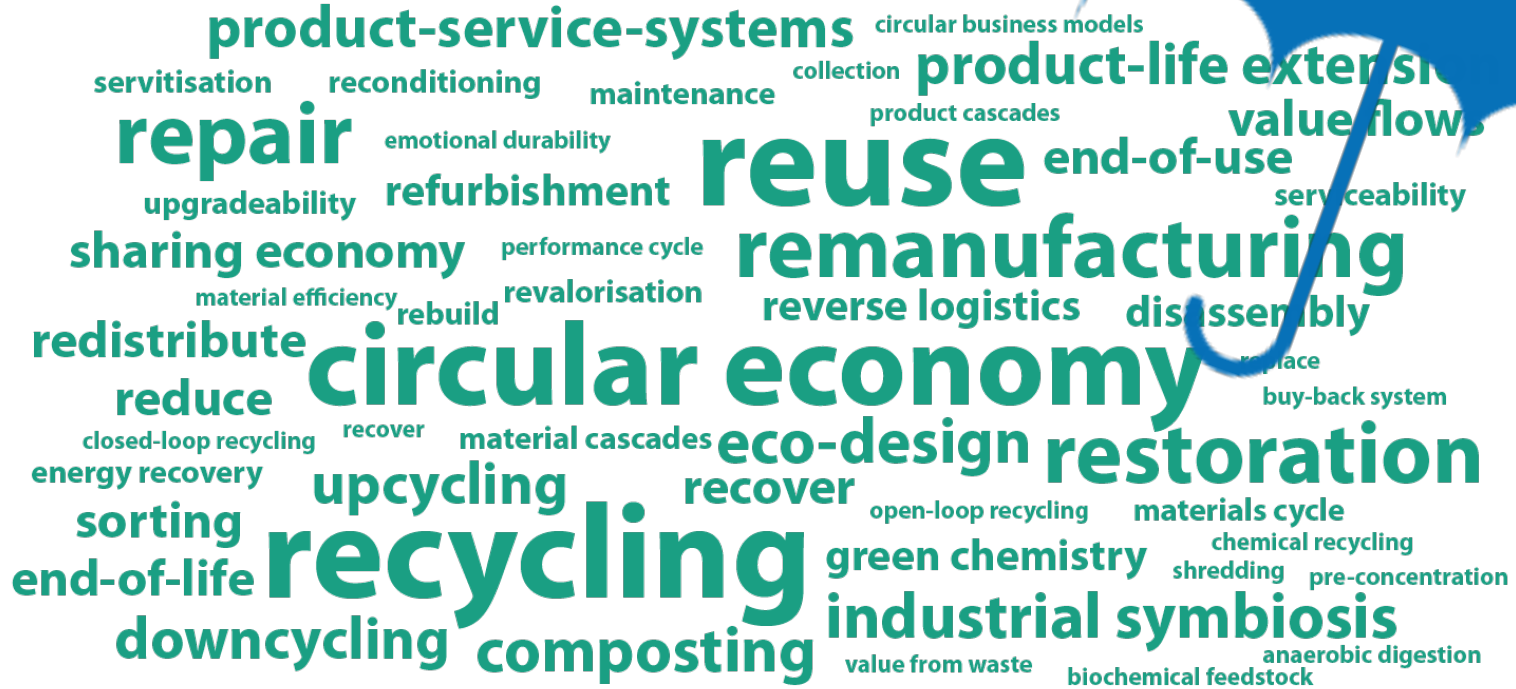 product-service-systems
circular business models
servitisation
reconditioning
maintenance
collection
product-life extension
product cascades
value flows
repair
emotional durability
reuse
end-of-use
upgradeability
refurbishment
serviceability
sharing economy
performance cycle
remanufacturing
material efficiency
rebuild
revalorisation
reverse logistics
disassembly
redistribute
circular economy
replace
reduce
buy-back system
closed-loop recycling
recover
material cascades
eco-design
restoration
energy recovery
upcycling
recover
sorting
open-loop recycling
materials cycle
recycling
green chemistry
chemical recycling
shredding
pre-concentration
end-of-life
industrial symbiosis
downcycling
composting
value from waste
anaerobic digestion
biochemical feedstock